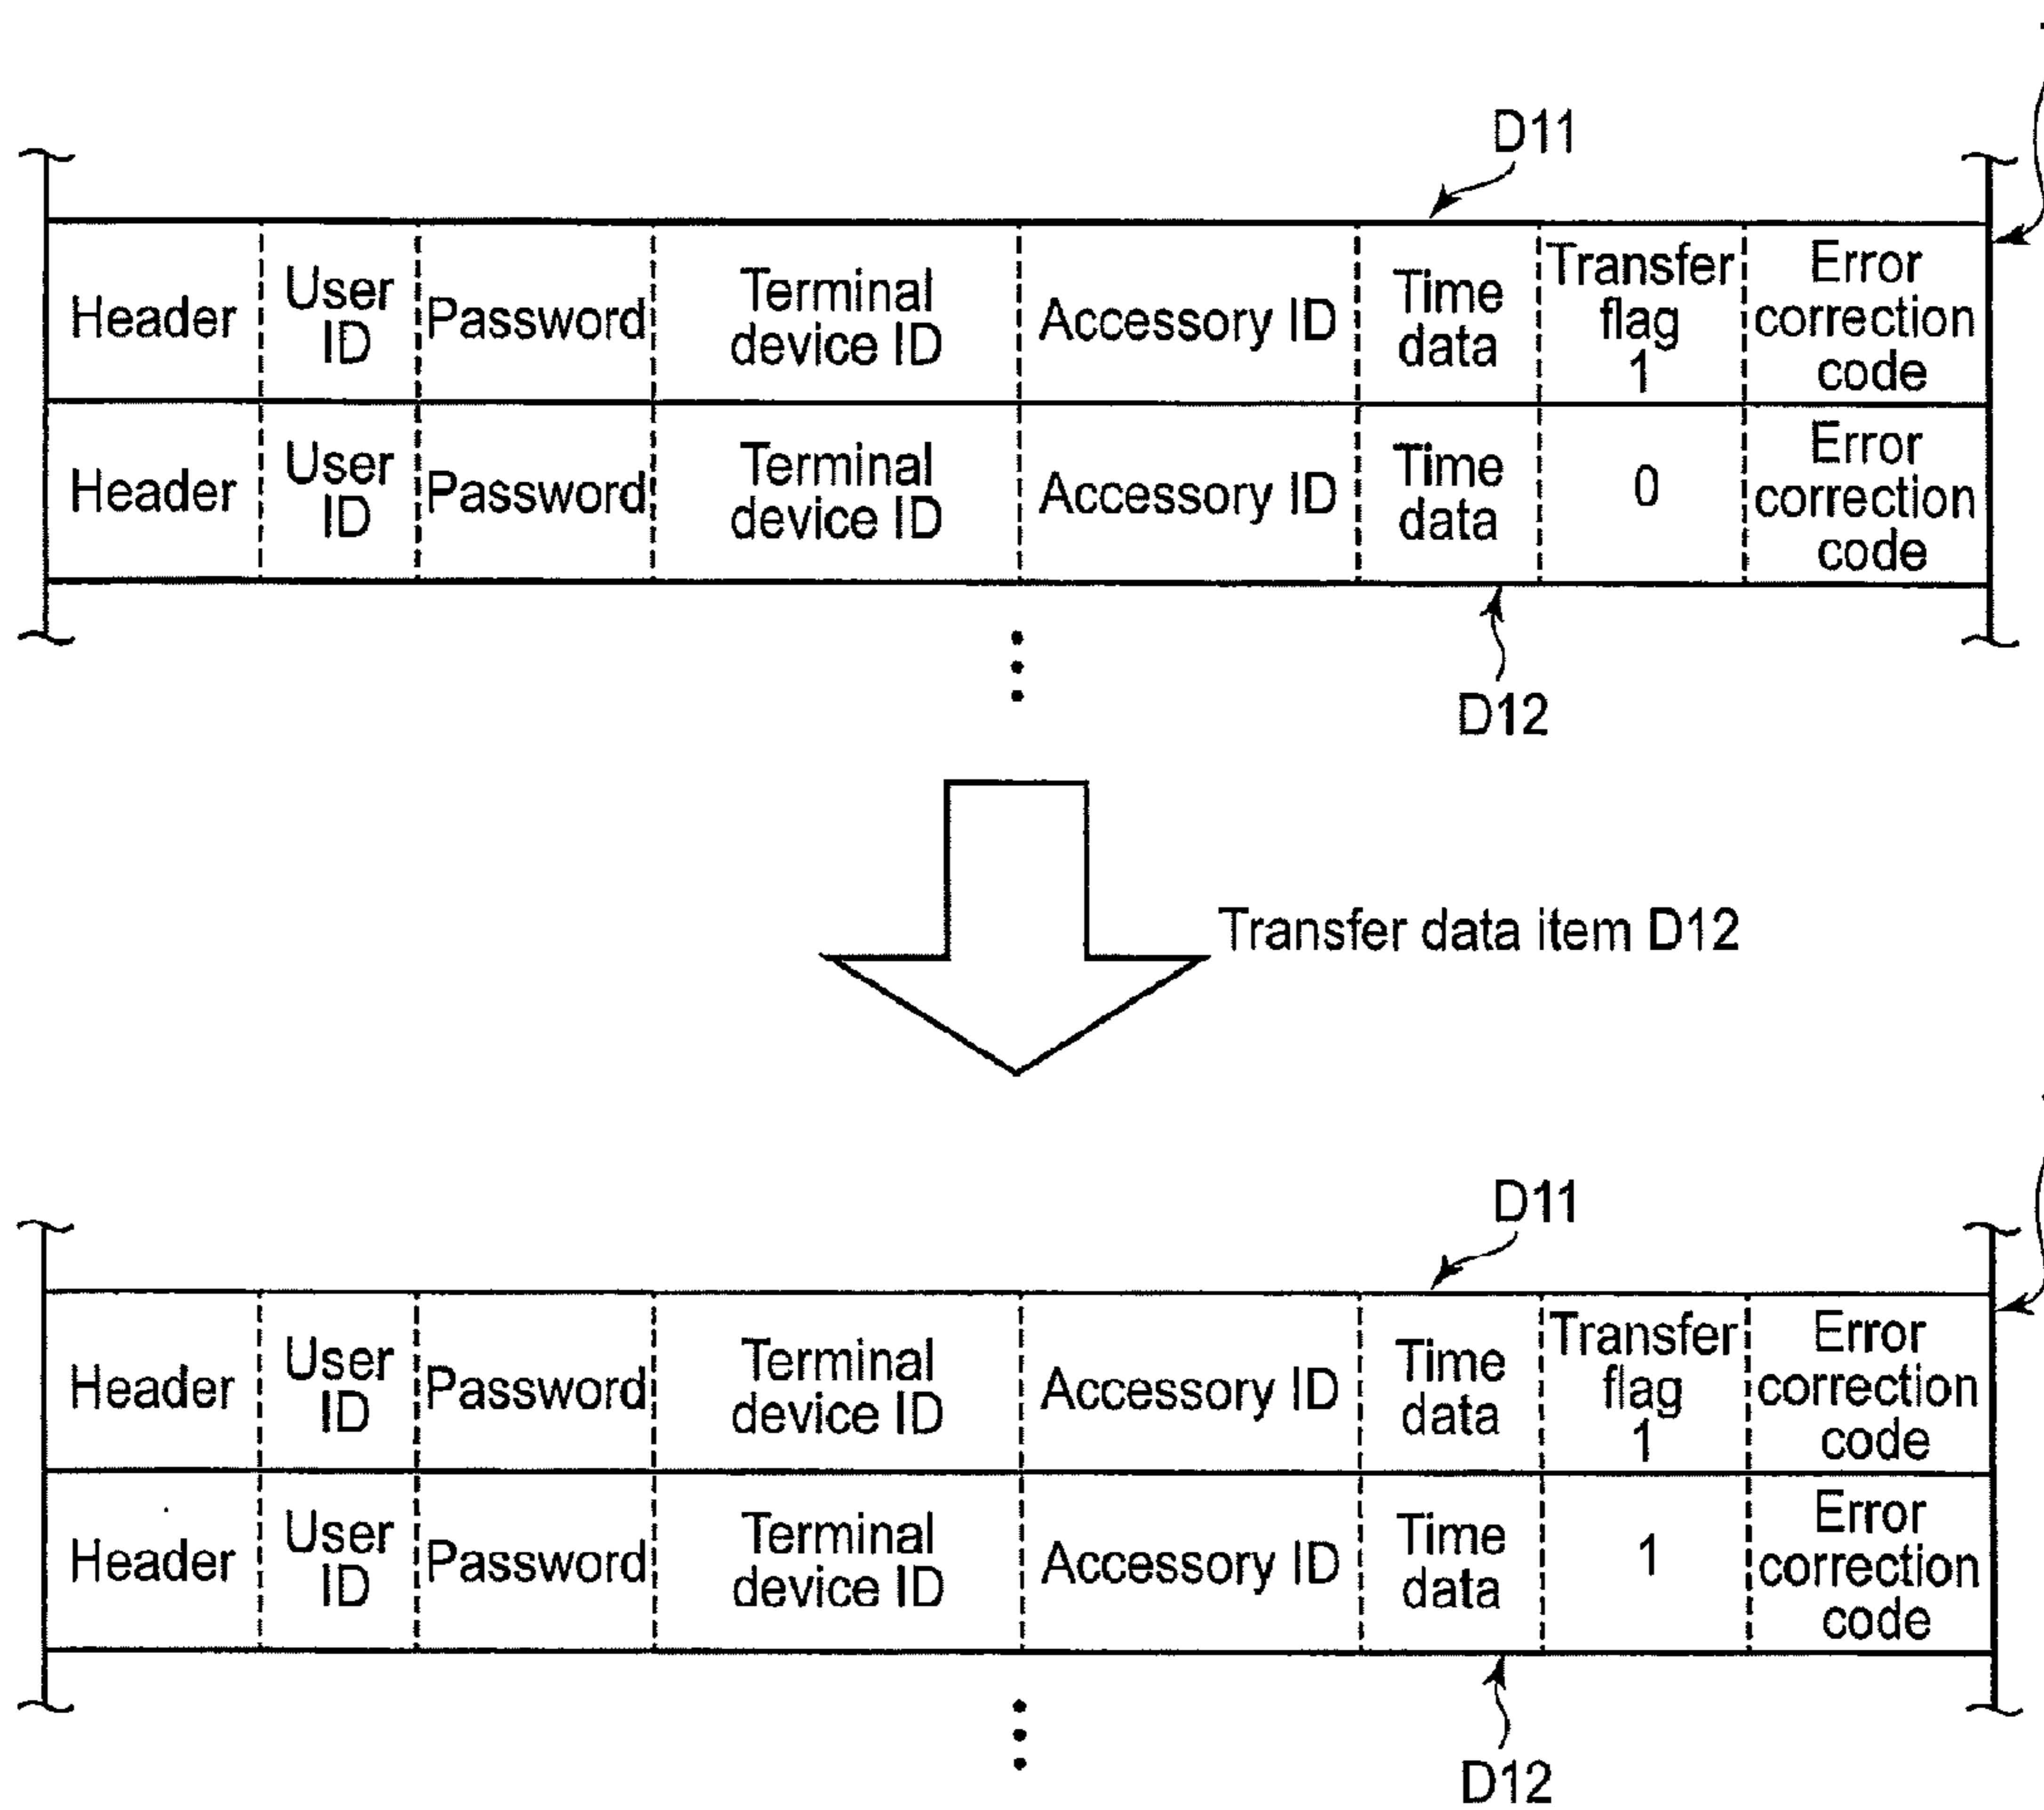 D11
Header User ID Password Terminal device ID Accessory ID Time data Transfer flag 1 Error correction code
Header User ID Password Terminal device ID Accessory ID Time data 0 Error correction code
D12
Transfer data item D12
D11
Header User ID Password Terminal device ID Accessory ID Time data Transfer flag 1 Error correction code
Header User ID Password Terminal device ID Accessory ID Time data 1 Error correction code
D12